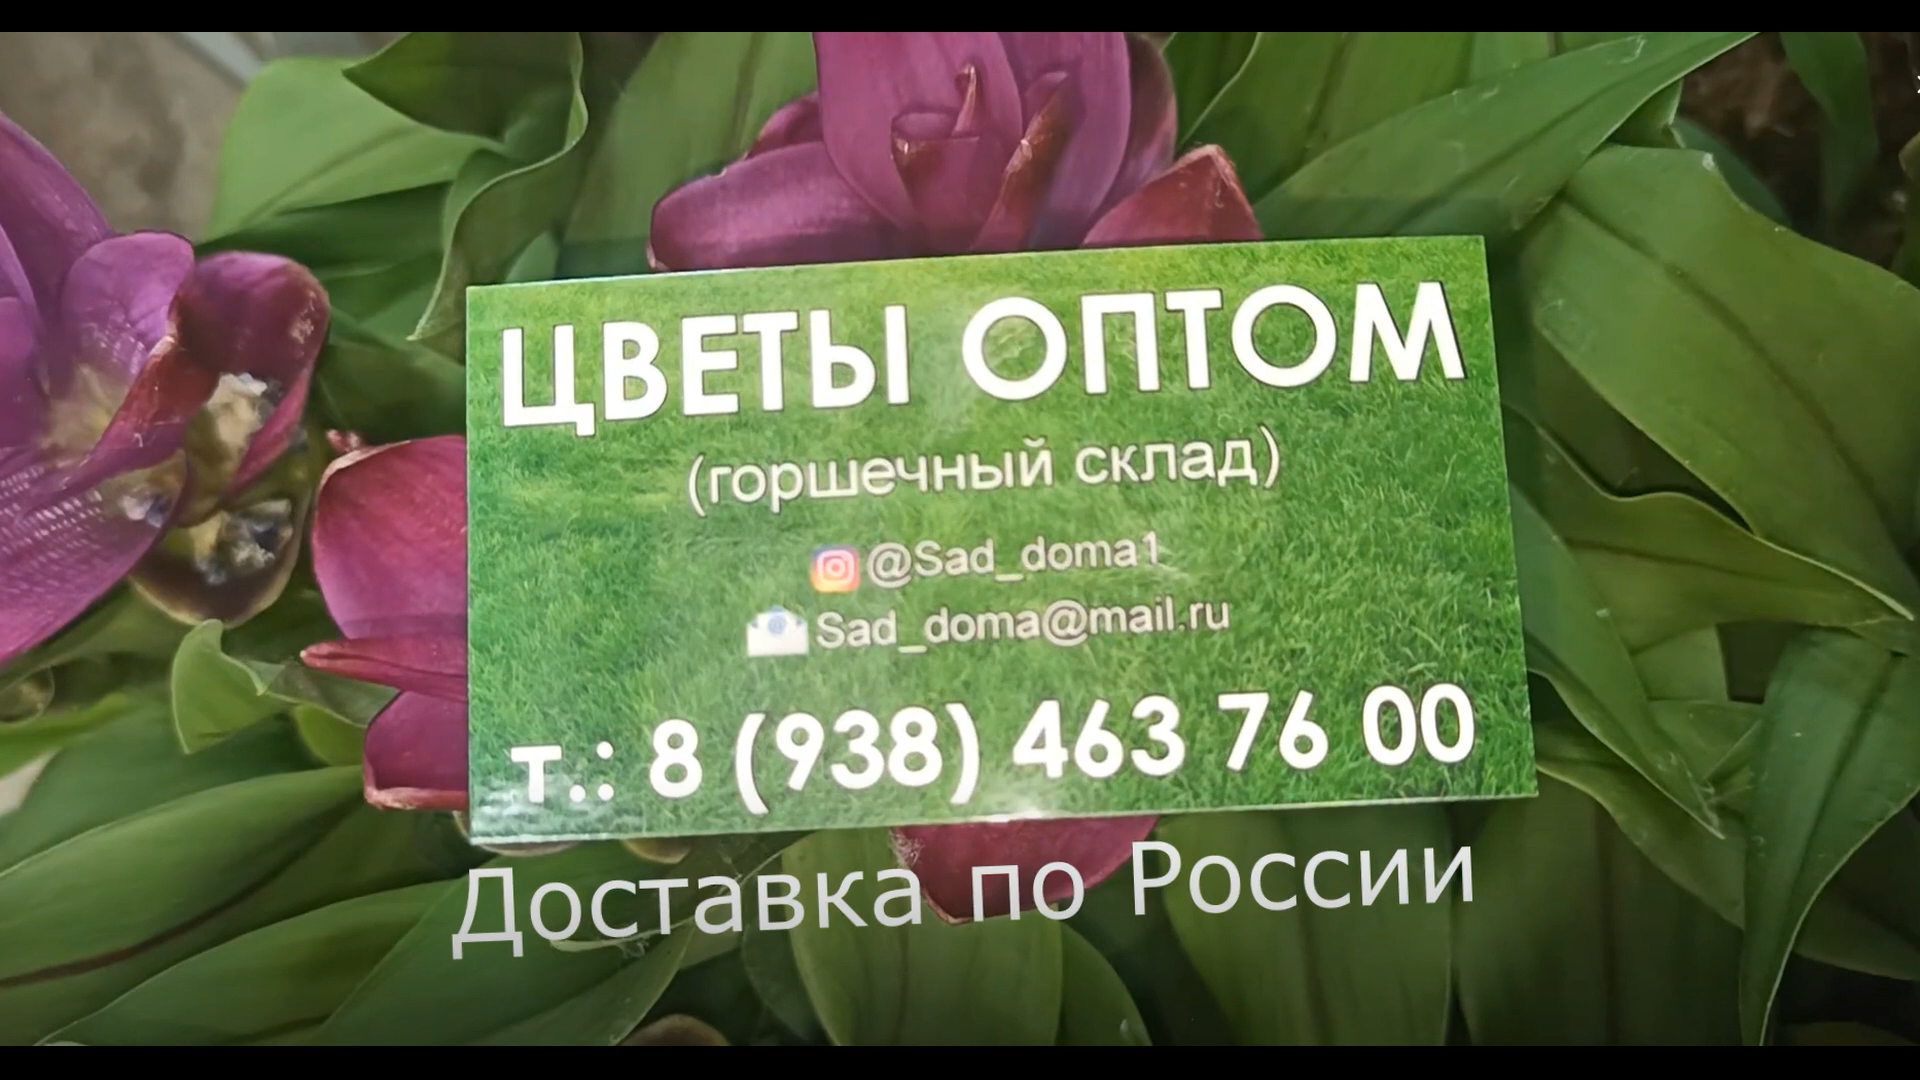 ЦВЕТЫ ОПТОМ
(горшечный склад)
@Sad_doma1
Sad_doma@mail.ru
т.: 8 (938) 463 76 00
Доставка по России